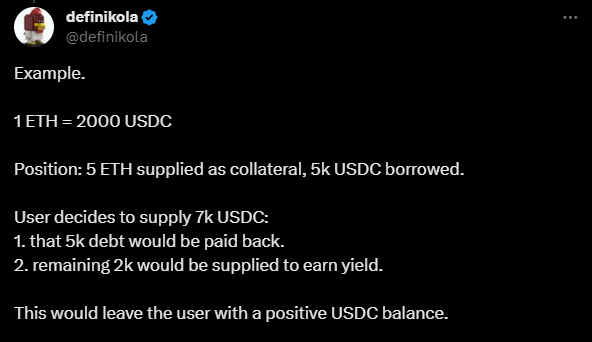 definikola
@definikola
Example.
1 ETH = 2000 USDC
Position: 5 ETH supplied as collateral, 5k USDC borrowed.
User decides to supply 7k USDC:
1. that 5k debt would be paid back.
2. remaining 2k would be supplied to earn yield.
This would leave the user with a positive USDC balance.